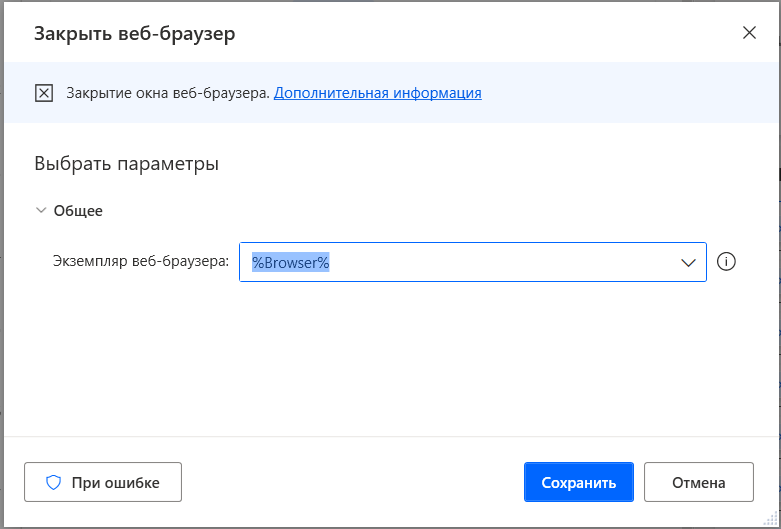 Закрыть веб-браузер
Закрытие окна веб-браузера. Дополнительная информация
Выбрать параметры
Общее
Экземпляр веб-браузера: %Browser%
При ошибке Сохранить Отмена